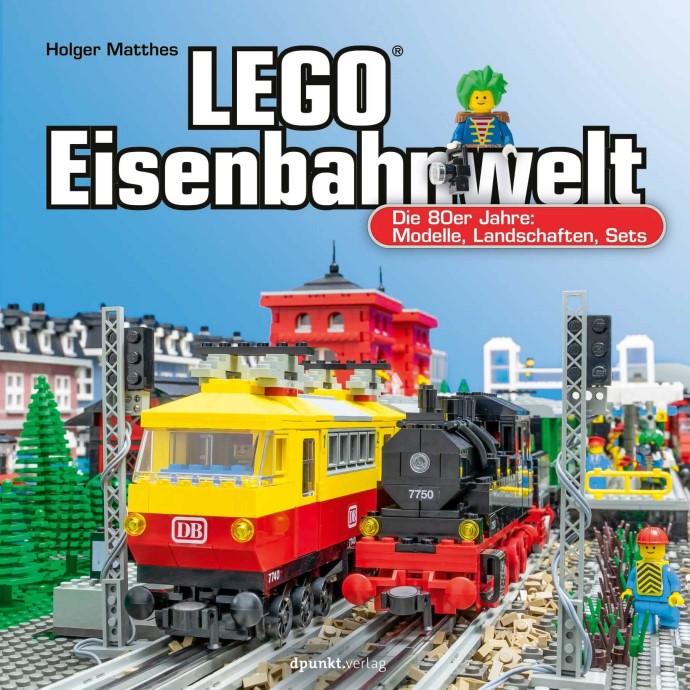 Holger Matthes
LEGO®
Eisenbahnwelt
Die 80er Jahre:
Modelle, Landschaften, Sets
7750
DB
7740
dpunkt.verlag